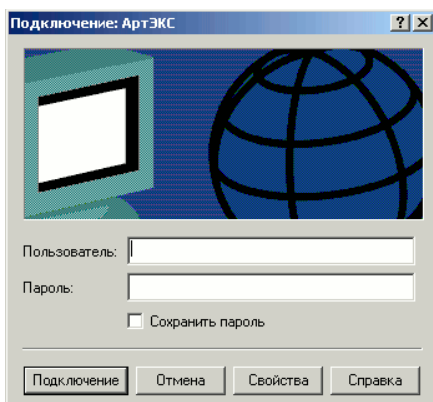 Подключение: АртЭКС
Пользователь:
Пароль:
Сохранить пароль
Подключение Отмена Свойства Справка